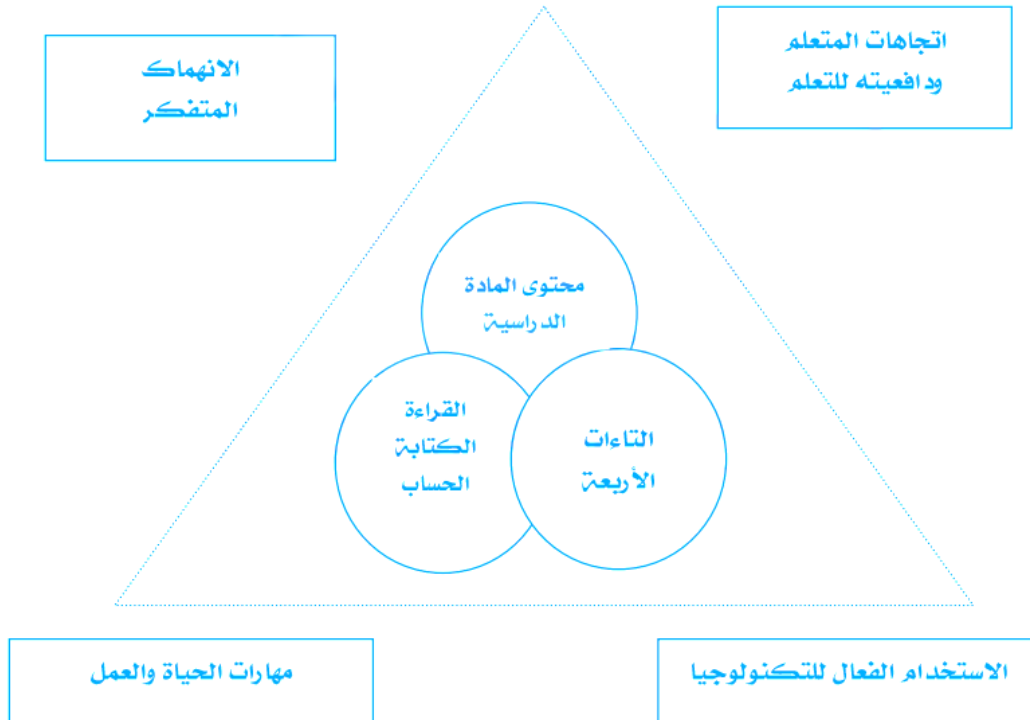 اتجاهات المتعلم
ودافعيته للتعلم
الانهماك
المتفكر
محتوى المادة
الدراسية
القراءة
الكتابة
الحساب
التاءات
الأربعة
الاستخدام الفعال للتكنولوجيا
مهارات الحياة والعمل